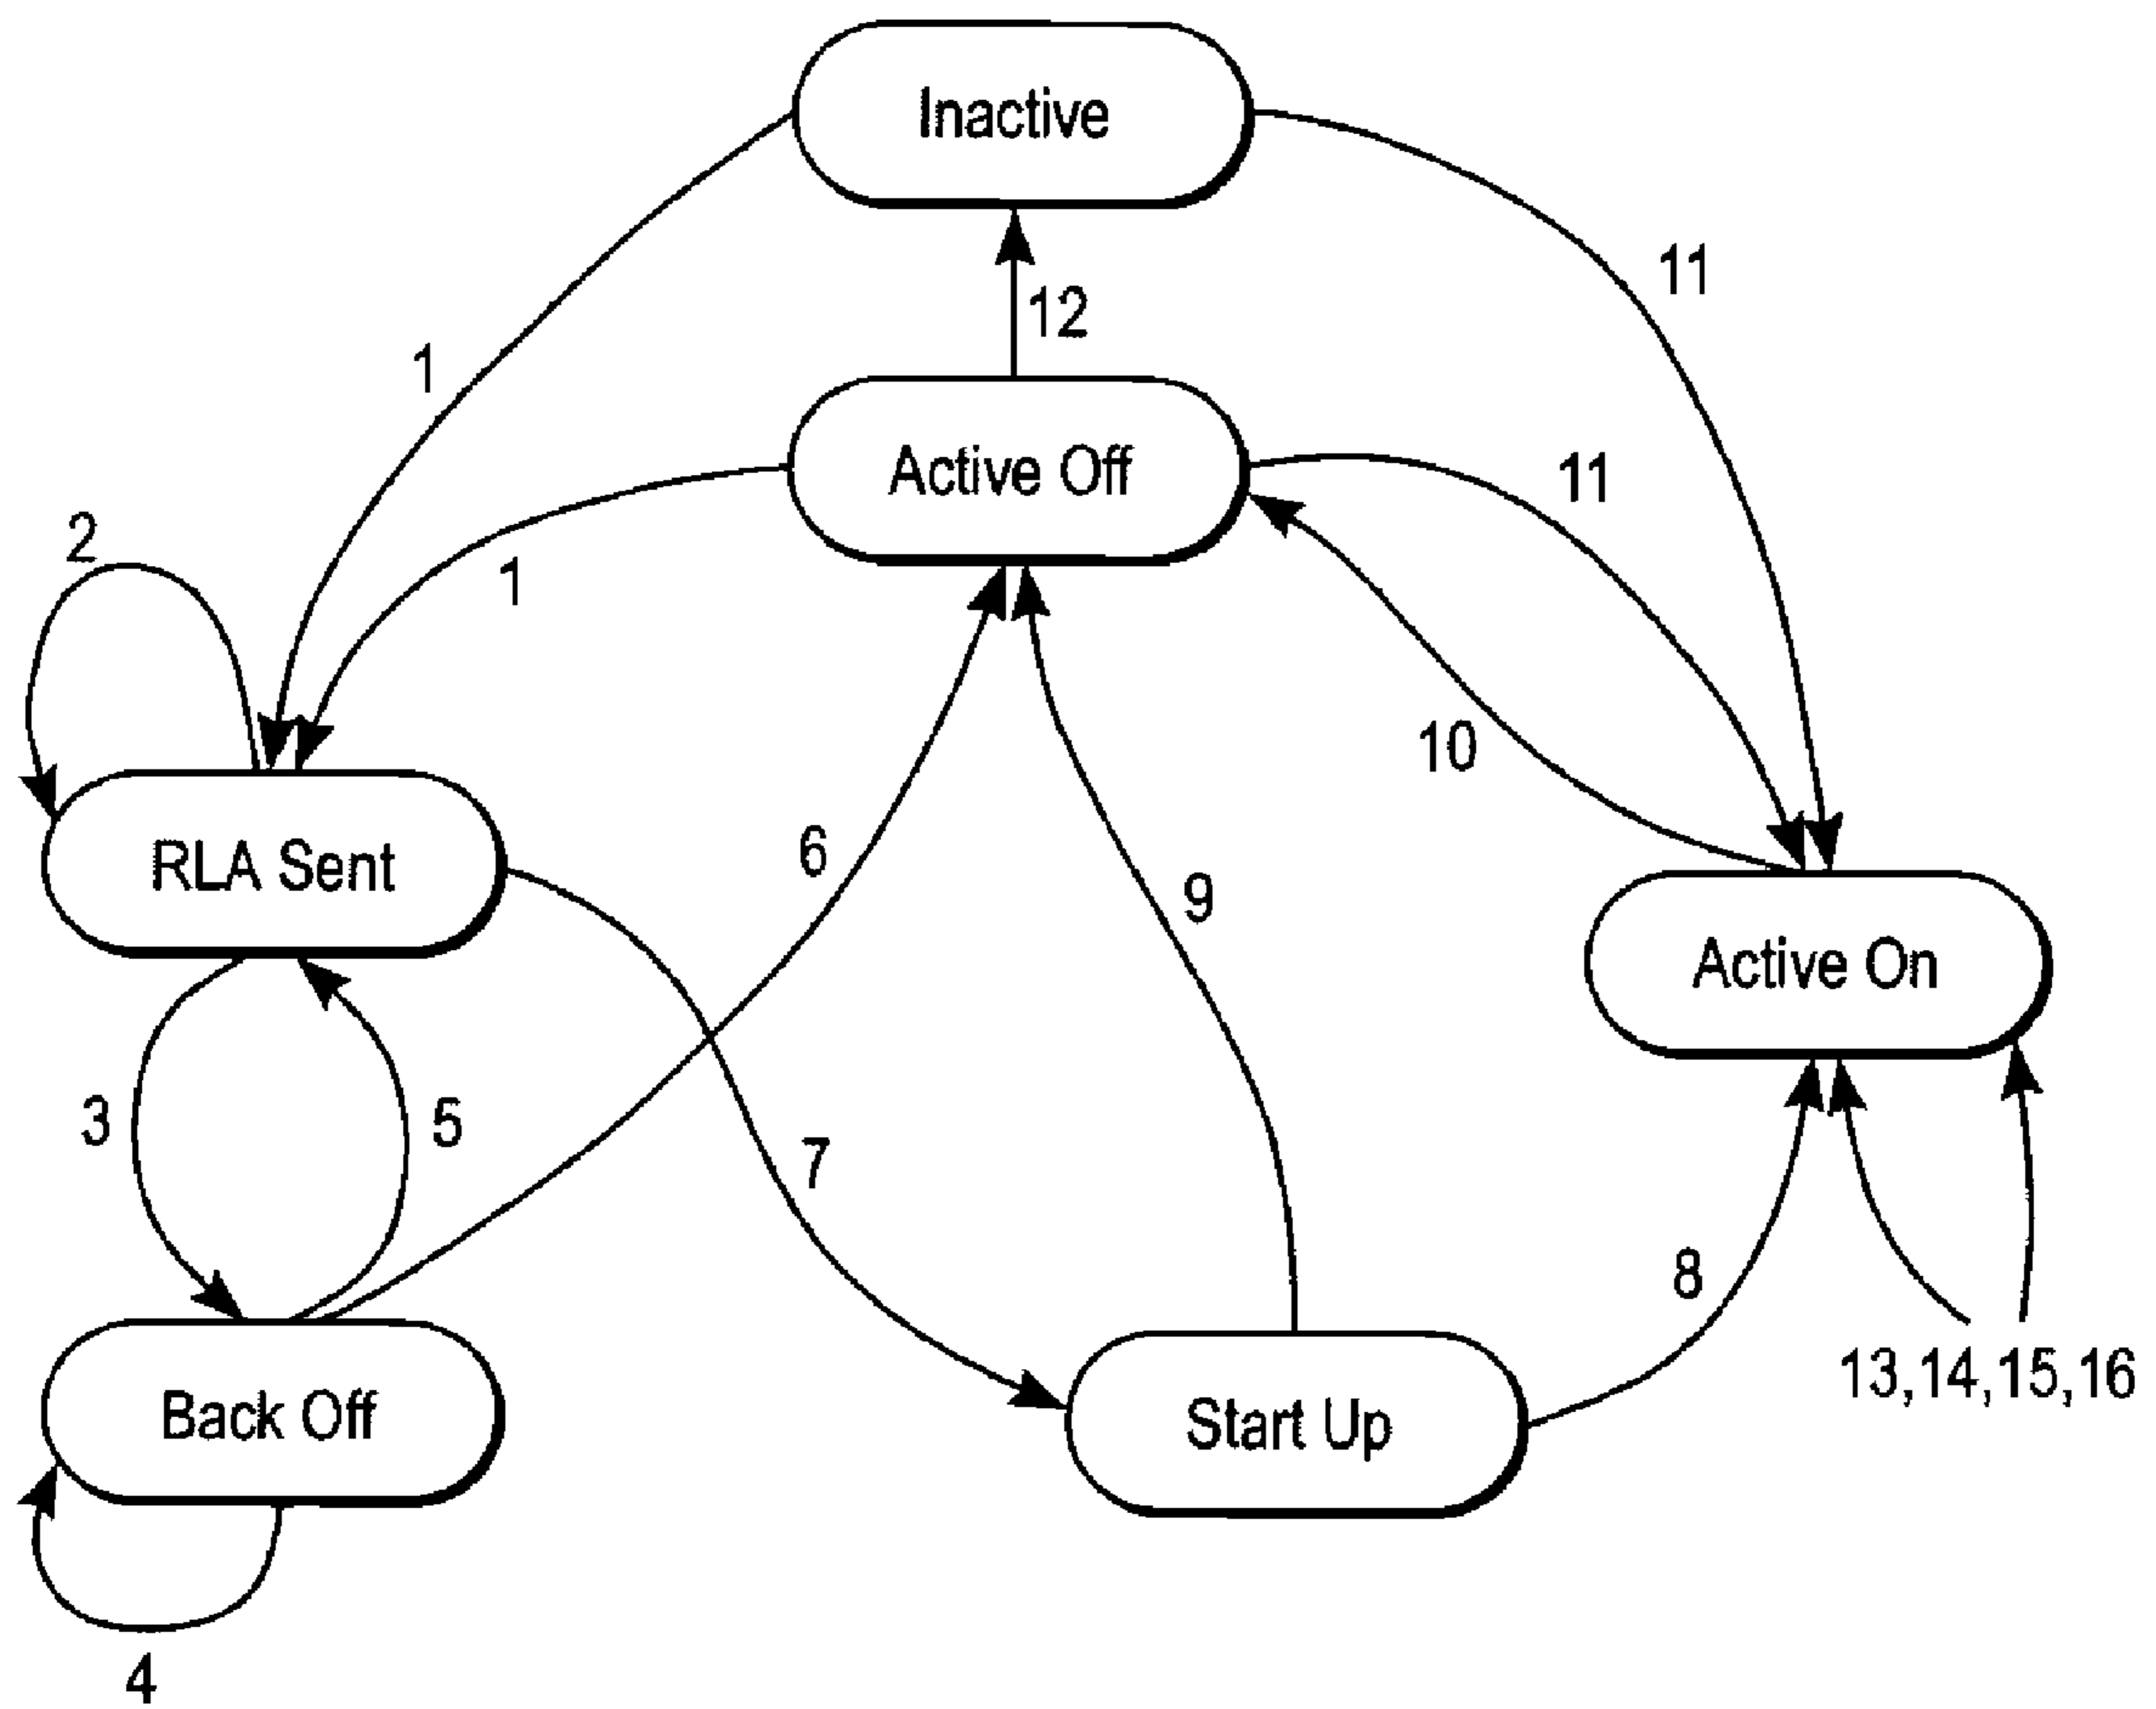 Inactive
11
12
1
Active Off
11
2
1
10
6
RLA Sent
9
Active On
3
5
7
8
13,14,15,16
Back Off
Start Up
4